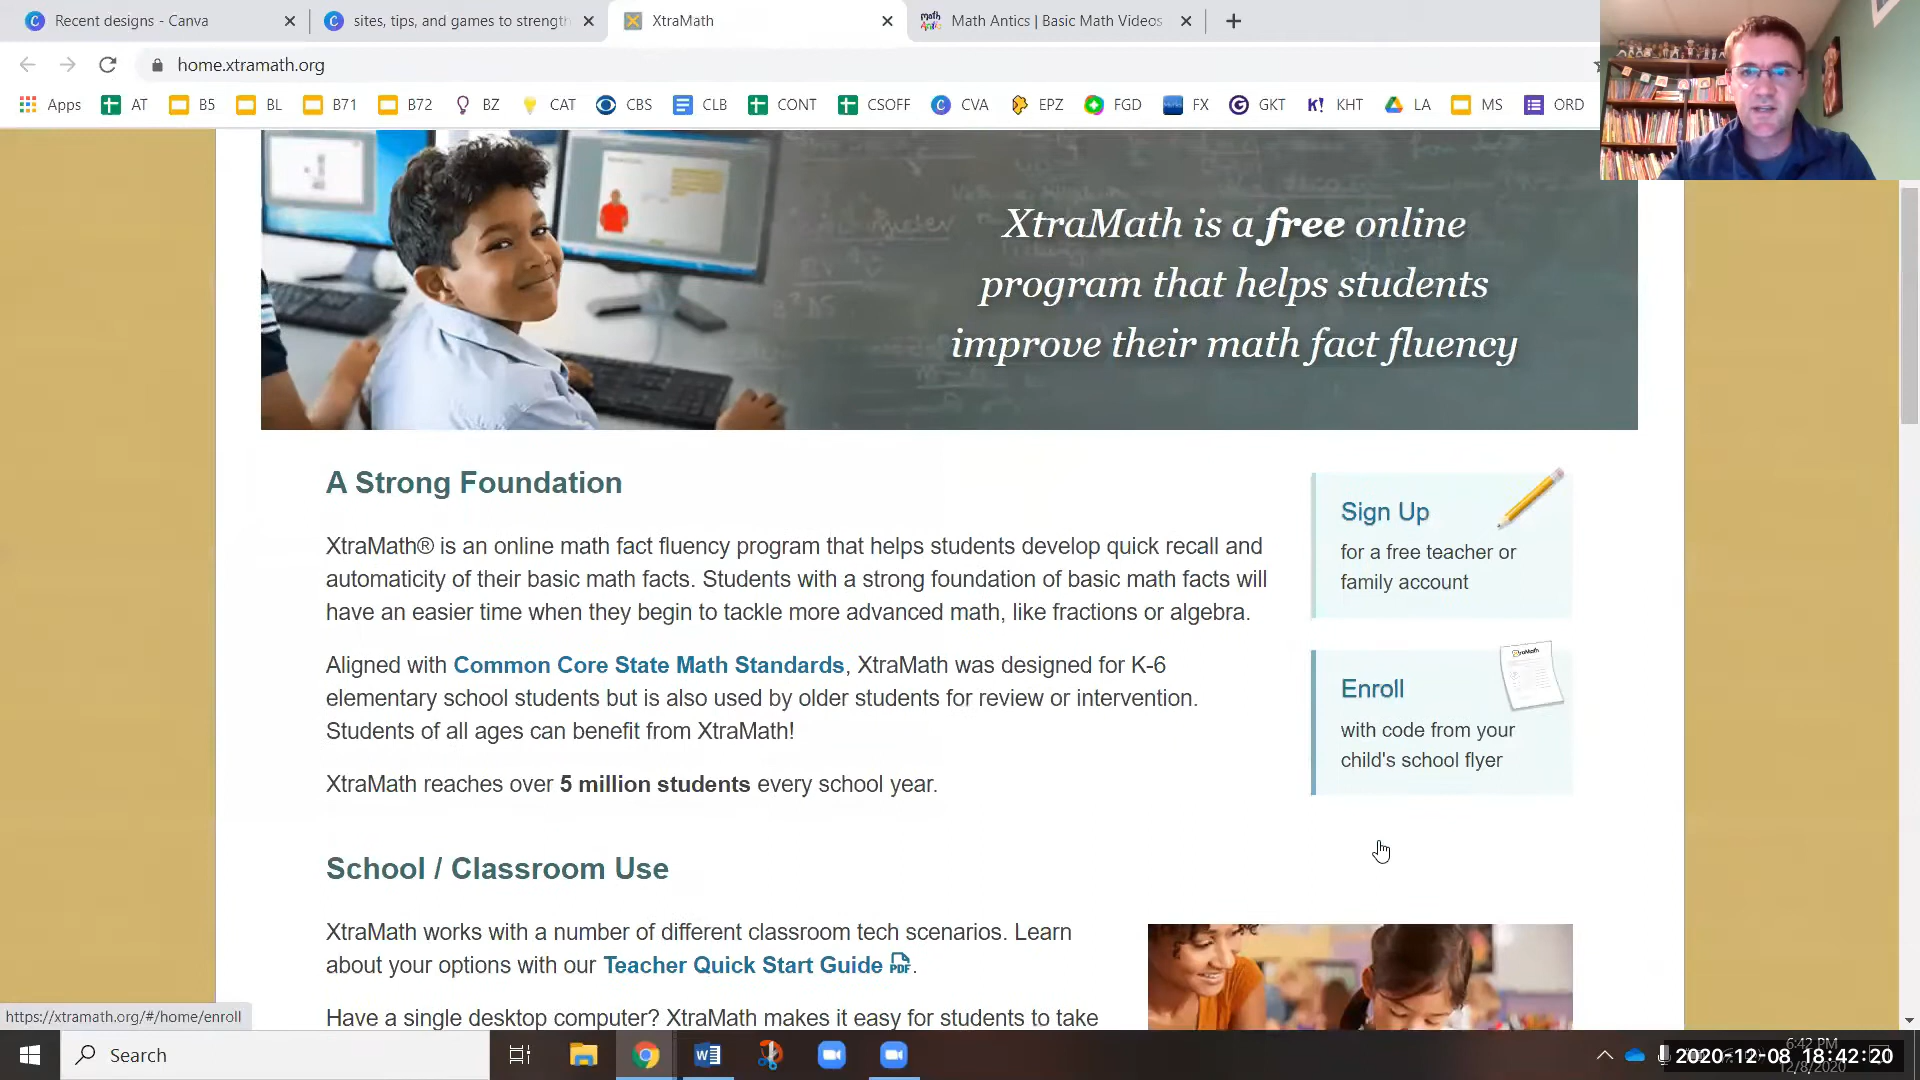 Recent designs - Canva
sites, tips, and games to strength
XtraMath
math Antics
Math Antics | Basic Math Videos
home.xtramath.org
Apps AT B5 BL B71 B72 BZ CAT CBS CLB CONT CSOFF CVA EPZ FGD FX GKT KHT LA MS ORD
XtraMath is a free online
program that helps students
improve their math fact fluency
A Strong Foundation
XtraMath® is an online math fact fluency program that helps students develop quick recall and
automaticity of their basic math facts. Students with a strong foundation of basic math facts will
have an easier time when they begin to tackle more advanced math, like fractions or algebra.
Aligned with Common Core State Math Standards, XtraMath was designed for K-6
elementary school students but is also used by older students for review or intervention.
Students of all ages can benefit from XtraMath!
XtraMath reaches over 5 million students every school year.
Sign Up
for a free teacher or
family account
XtraMath
Enroll
with code from your
child's school flyer
School / Classroom Use
XtraMath works with a number of different classroom tech scenarios. Learn
about your options with our Teacher Quick Start Guide PDF.
Have a single desktop computer? XtraMath makes it easy for students to take
https://xtramath.org/#/home/enroll
Search
6:42 PM
2020-12-08 18:42:20
12/8/2020